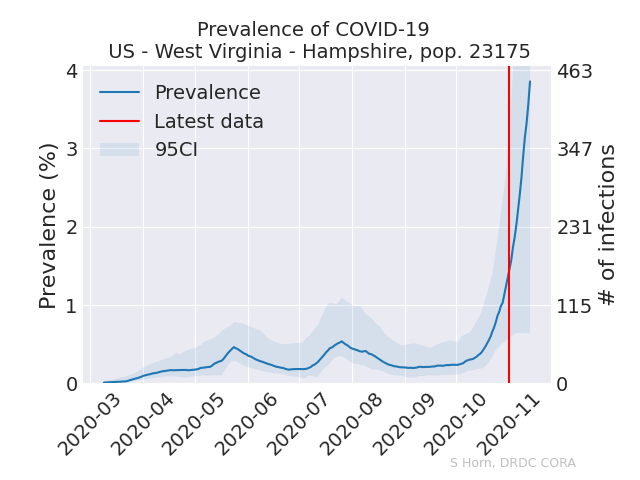 Prevalence of COVID-19
US - West Virginia - Hampshire, pop. 23175
Prevalence
Latest data
95CI
Prevalence (%)
4
3
2
1
0
# of infections
463
347
231
115
0
2020-03
2020-04
2020-05
2020-06
2020-07
2020-08
2020-09
2020-10
2020-11
S Horn, DRDC CORA